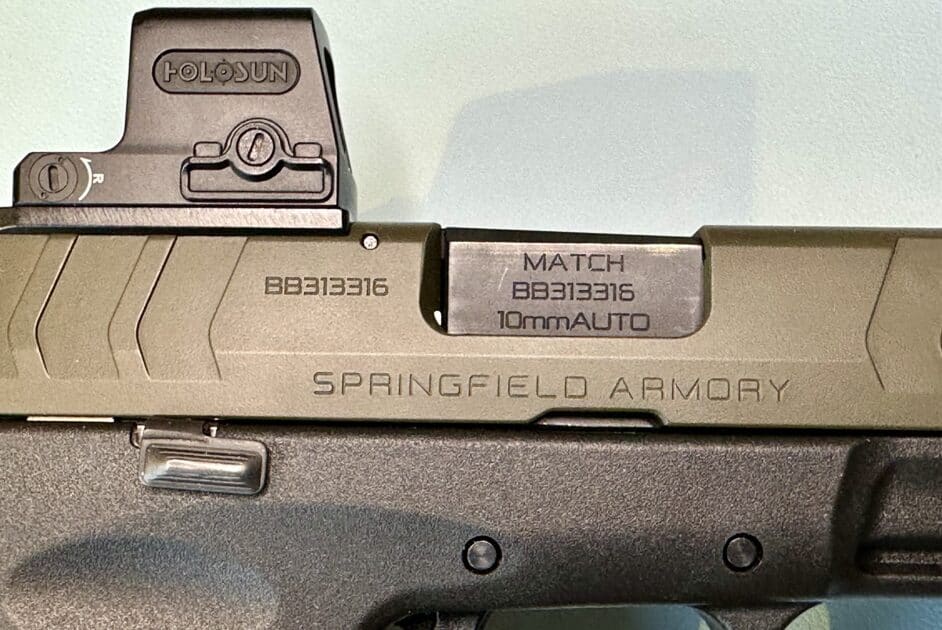 HOLOSUN
R
BB313316
MATCH
BB313316
10mmAUTO
SPRINGFIELD ARMORY